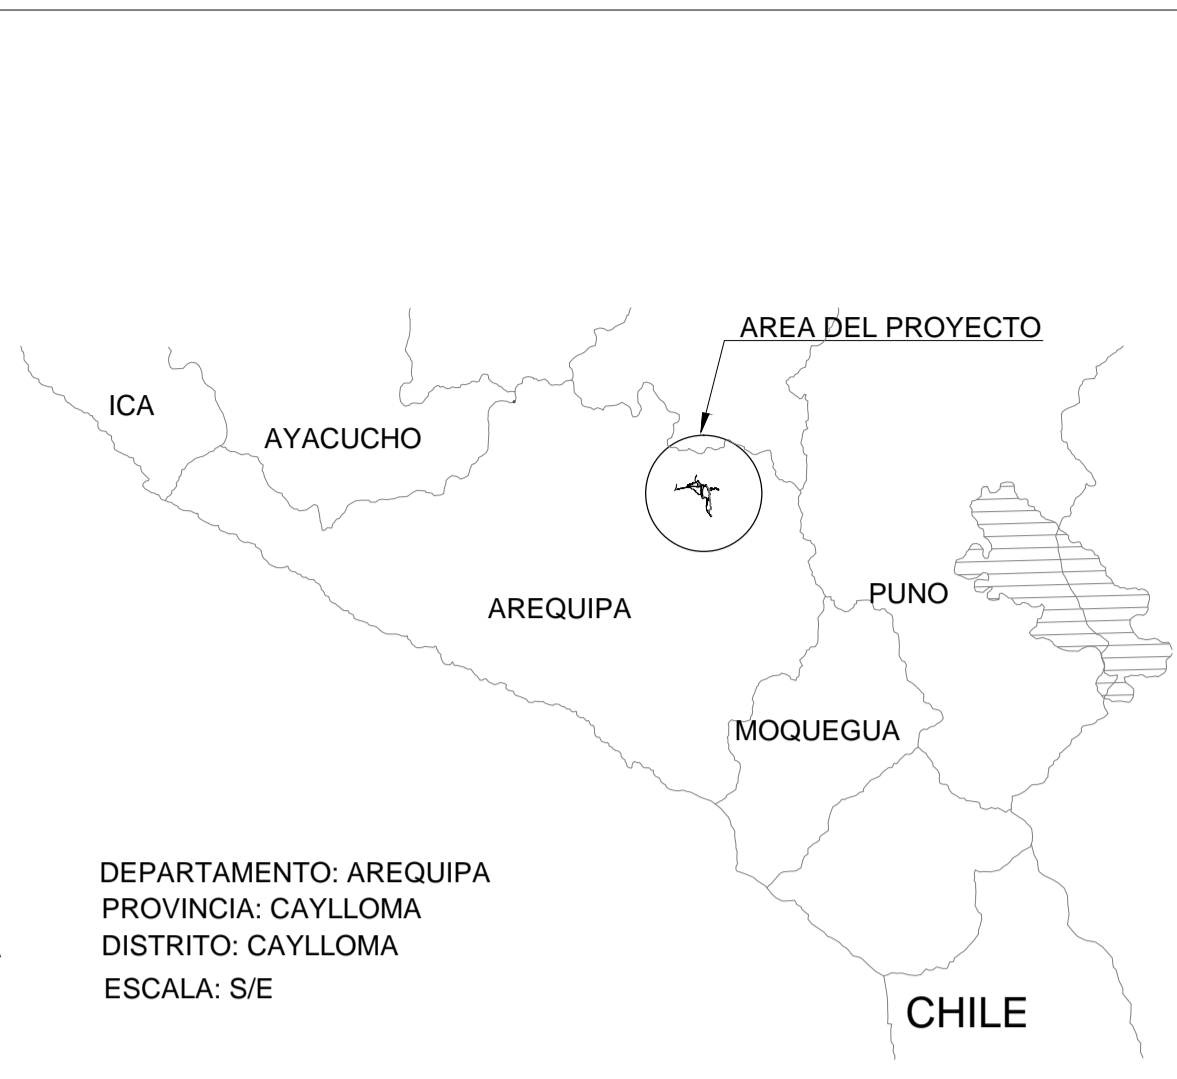 AREA DEL PROYECTO
ICA
AYACUCHO
PUNO
AREQUIPA
MOQUEGUA
DEPARTAMENTO: AREQUIPA
PROVINCIA: CAYLLOMA
DISTRITO: CAYLLOMA
ESCALA: S/E
CHILE